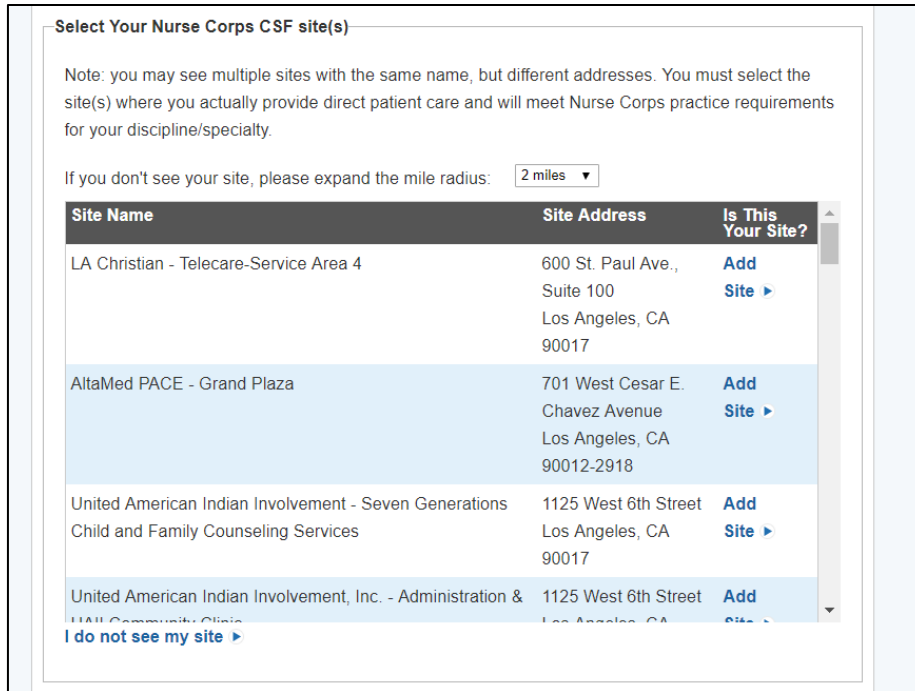 Select Your Nurse Corps CSF site(s)
Note: you may see multiple sites with the same name, but different addresses. You must select the
site(s) where you actually provide direct patient care and will meet Nurse Corps practice requirements
for your discipline/specialty.
If you don't see your site, please expand the mile radius: 2 miles
Site Name Site Address Is This
Your Site?
LA Christian - Telecare-Service Area 4 600 St. Paul Ave., Add
Suite 100 Site
Los Angeles, CA
90017
AltaMed PACE - Grand Plaza 701 West Cesar E. Add
Chavez Avenue Site
Los Angeles, CA
90012-2918
United American Indian Involvement - Seven Generations 1125 West 6th Street Add
Child and Family Counseling Services Los Angeles, CA Site
90017
United American Indian Involvement, Inc. - Administration & 1125 West 6th Street Add
UAII Community Clinic Los Angeles, CA Site
I do not see my site